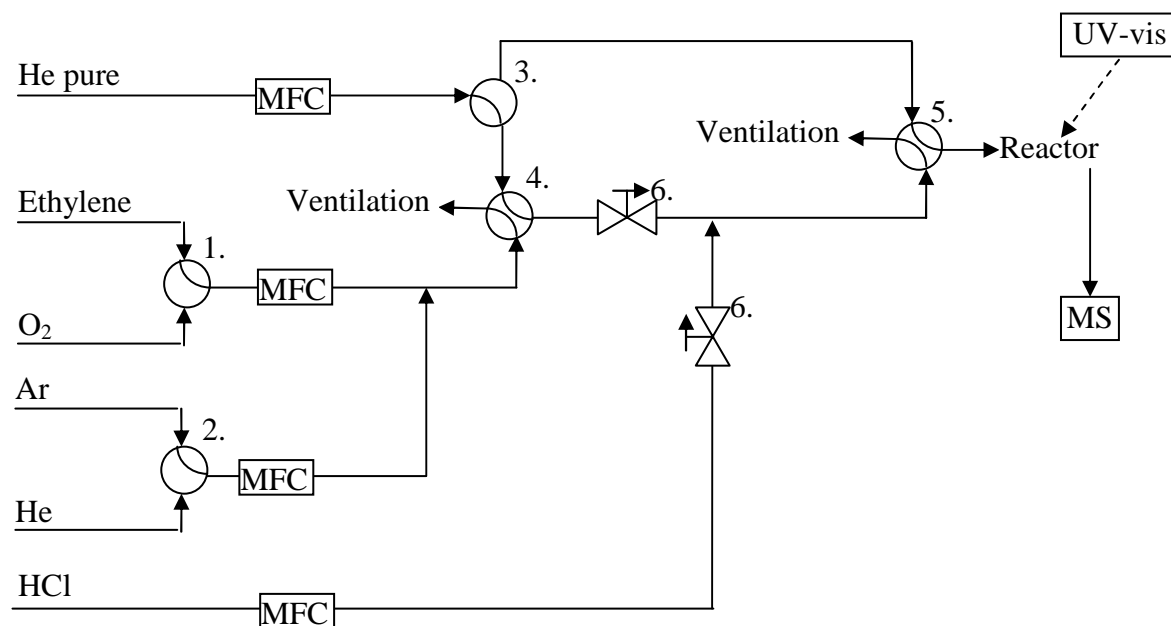 UV-vis
He pure
MFC
3.
5.
Ventilation
Reactor
Ethylene
Ventilation
4.
6.
1.
MFC
O₂
6.
MS
Ar
2.
MFC
He
HCl
MFC